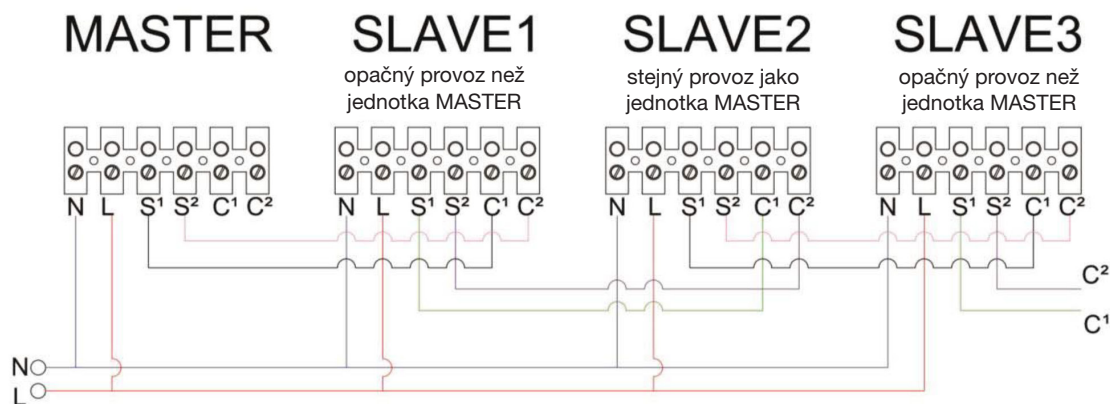 MASTER SLAVE1 SLAVE2 SLAVE3
opačný provoz než
jednotka MASTER
stejný provoz jako
jednotka MASTER
opačný provoz než
jednotka MASTER
N L S¹ S² C¹ C²
N L S¹ S² C¹ C²
N L S¹ S² C¹ C²
N L S¹ S² C¹ C²
C²
C¹
N
L